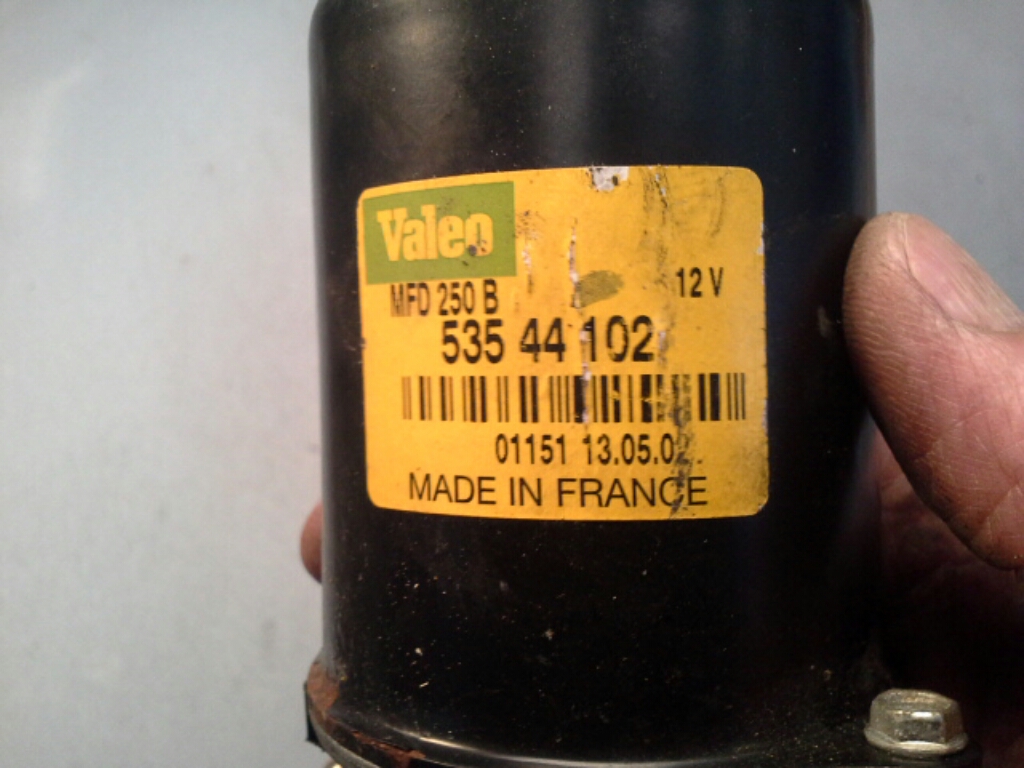 Valeo
MFD 250 B
12 V
535 44 102
01151 13.05.0
MADE IN FRANCE